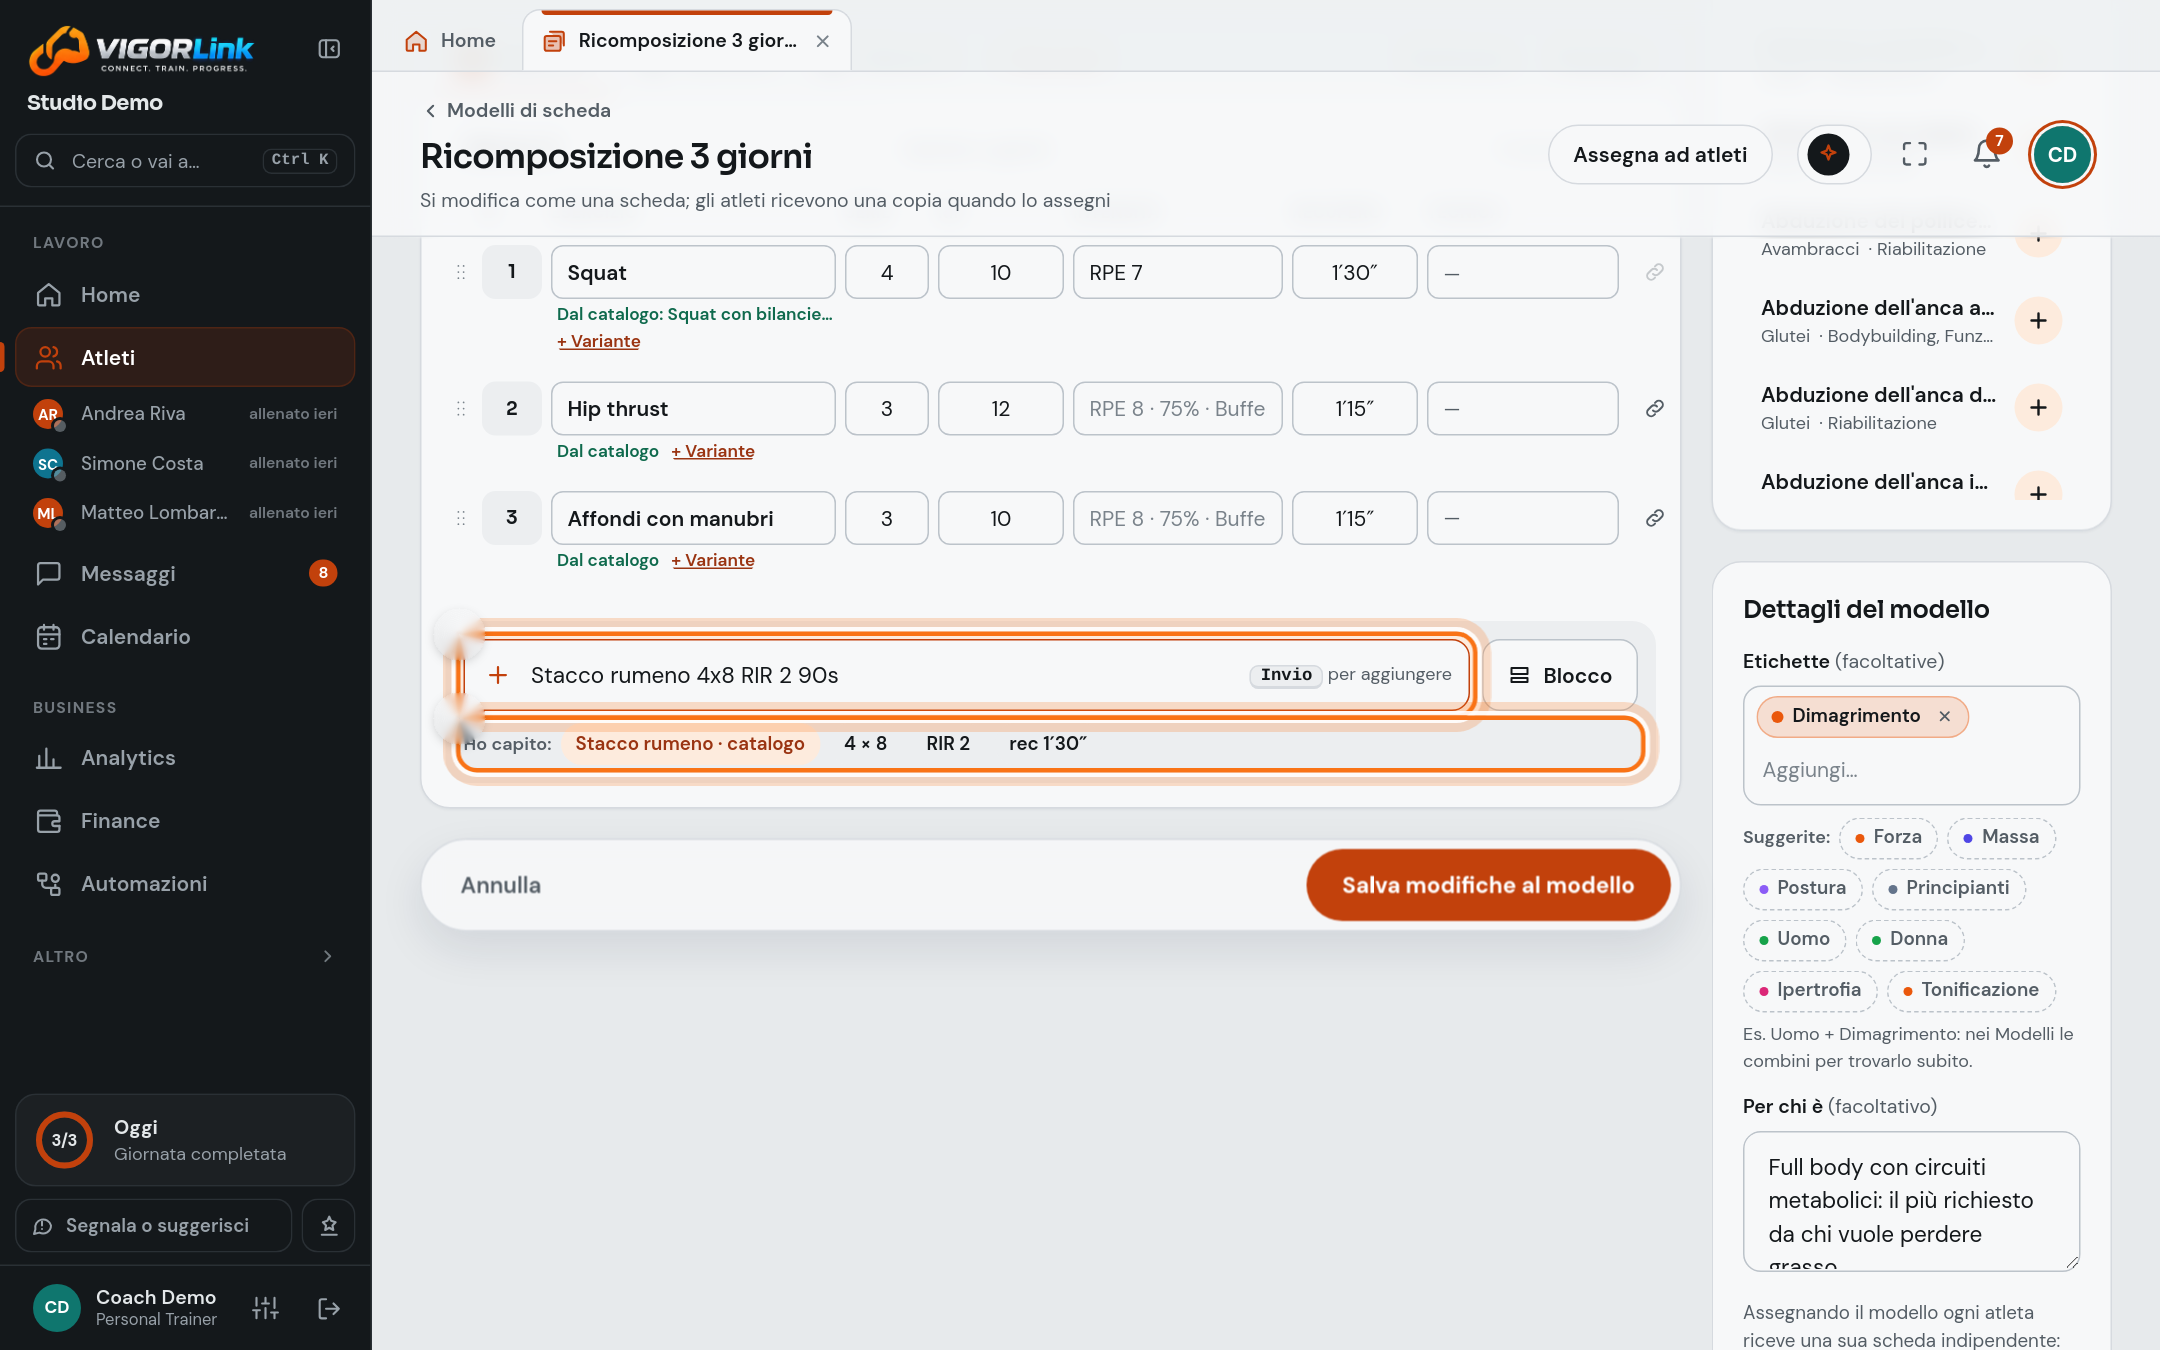 VIGORLink
CONNECT. TRAIN. PROGRESS.
Studio Demo
Cerca o vai a... Ctrl K
LAVORO
Home
Atleti
AR Andrea Riva allenato ieri
SC Simone Costa allenato ieri
ML Matteo Lombar... allenato ieri
Messaggi 8
Calendario
BUSINESS
Analytics
Finance
Automazioni
ALTRO
3/3 Oggi
Giornata completata
Segnala o suggerisci
CD Coach Demo
Personal Trainer
Home
Ricomposizione 3 gior...
Modelli di scheda
Ricomposizione 3 giorni
Si modifica come una scheda; gli atleti ricevono una copia quando lo assegni
Assegna ad atleti
7
CD
1 Squat 4 10 RPE 7 1'30" —
Dal catalogo: Squat con bilancie...
+ Variante
2 Hip thrust 3 12 RPE 8 · 75% · Buffe 1'15" —
Dal catalogo + Variante
3 Affondi con manubri 3 10 RPE 8 · 75% · Buffe 1'15" —
Dal catalogo + Variante
+ Stacco rumeno 4x8 RIR 2 90s Invio per aggiungere Blocco
Ho capito: Stacco rumeno · catalogo 4 × 8 RIR 2 rec 1'30"
Annulla Salva modifiche al modello
Avambracci · Riabilitazione
Abduzione dell'anca a...
Glutei · Bodybuilding, Funz...
Abduzione dell'anca d...
Glutei · Riabilitazione
Abduzione dell'anca i...
Dettagli del modello
Etichette (facoltative)
Dimagrimento ×
Aggiungi...
Suggerite: Forza Massa
Postura Principianti
Uomo Donna
Ipertrofia Tonificazione
Es. Uomo + Dimagrimento: nei Modelli le
combini per trovarlo subito.
Per chi è (facoltativo)
Full body con circuiti
metabolici: il più richiesto
da chi vuole perdere
grasso
Assegnando il modello ogni atleta
riceve una sua scheda indipendente: